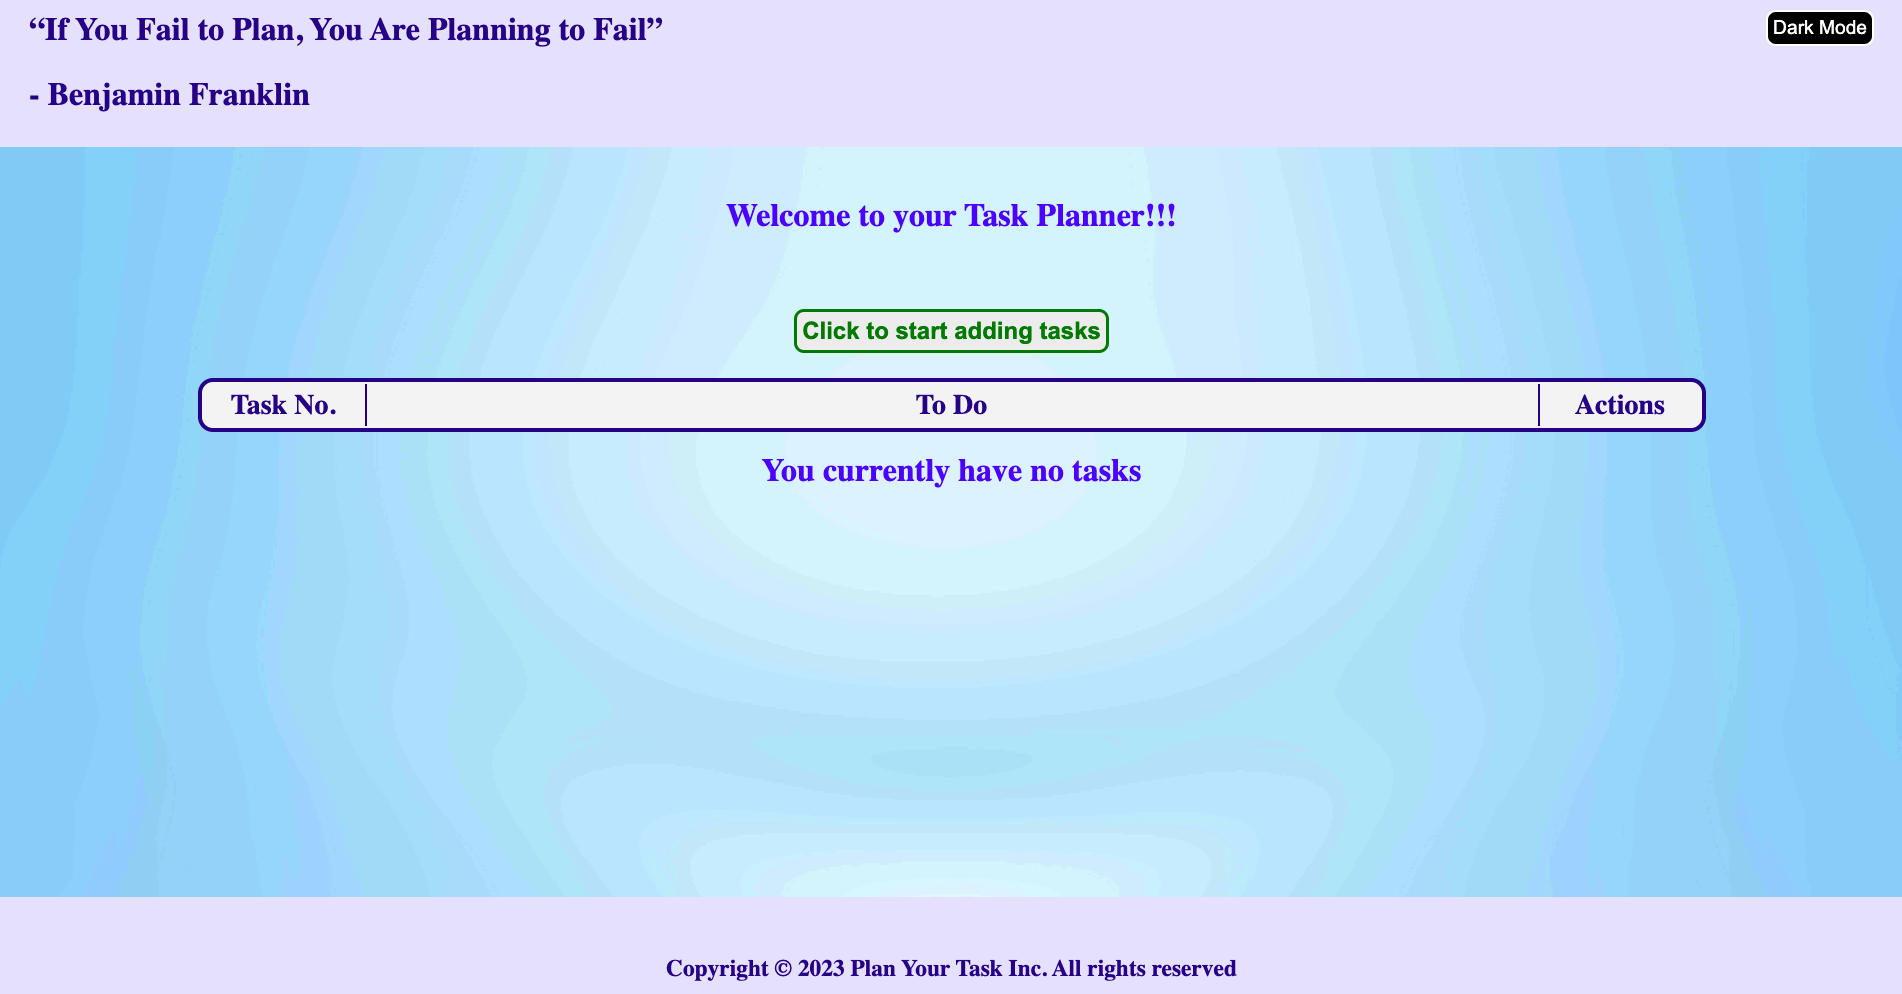 “If You Fail to Plan, You Are Planning to Fail”
Dark Mode
- Benjamin Franklin
Welcome to your Task Planner!!!
Click to start adding tasks
Task No. To Do Actions
You currently have no tasks
Copyright © 2023 Plan Your Task Inc. All rights reserved